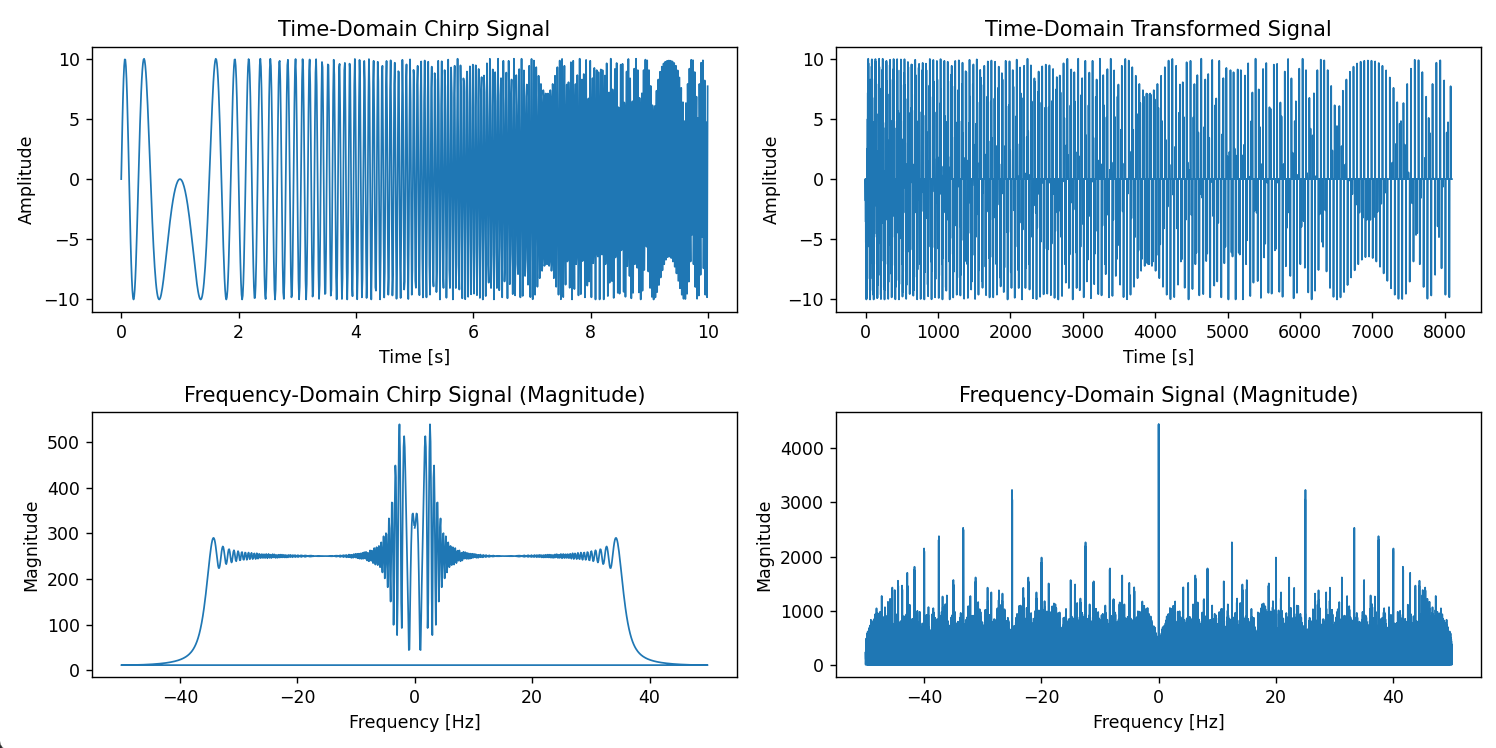 Time-Domain Chirp Signal
10
5
0
−5
−10
Amplitude
0 2 4 6 8 10
Time [s]
Time-Domain Transformed Signal
10
5
0
−5
−10
Amplitude
0 1000 2000 3000 4000 5000 6000 7000 8000
Time [s]
Frequency-Domain Chirp Signal (Magnitude)
500
400
300
200
100
0
Magnitude
−40 −20 0 20 40
Frequency [Hz]
Frequency-Domain Signal (Magnitude)
4000
3000
2000
1000
0
Magnitude
−40 −20 0 20 40
Frequency [Hz]